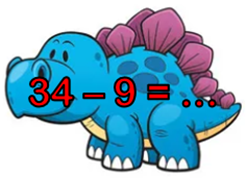 34 – 9 = ...